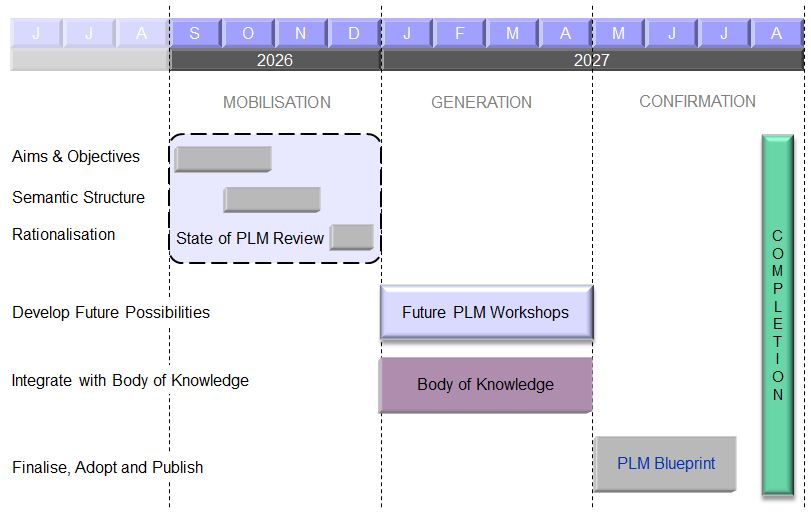 J J A S O N D J F M A M J J A
2026 2027
MOBILISATION GENERATION CONFIRMATION
Aims & Objectives
Semantic Structure
Rationalisation
State of PLM Review
Develop Future Possibilities
Future PLM Workshops
Integrate with Body of Knowledge
Body of Knowledge
Finalise, Adopt and Publish
PLM Blueprint
COMPLETION